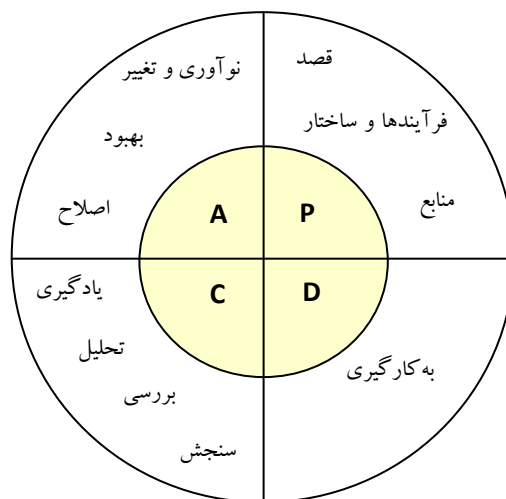 قصد
نوآوری و تغییر
فرآیندها و ساختار
بهبود
منابع
اصلاح
A
P
C
D
یادگیری
تحلیل
به‌کارگیری
بررسی
سنجش